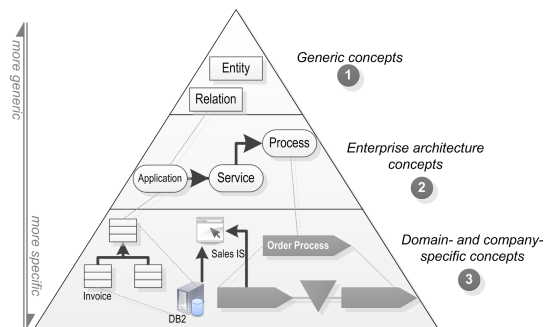 more generic
Entity
Generic concepts
1
Relation
Process
Enterprise architecture
concepts
2
Application
Service
more specific
Sales IS
Order Process
Domain- and company-
specific concepts
3
Invoice
DB2